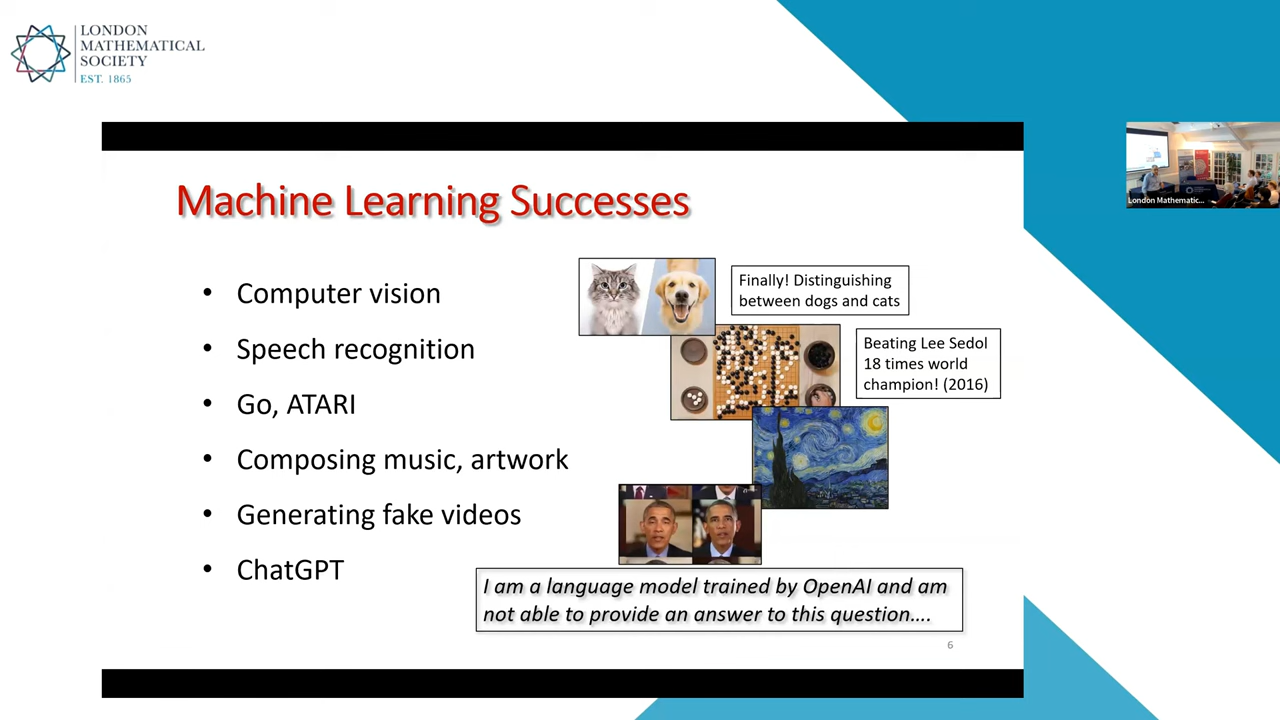 LONDON
MATHEMATICAL
SOCIETY
EST. 1865
Machine Learning Successes
• Computer vision
• Speech recognition
• Go, ATARI
• Composing music, artwork
• Generating fake videos
• ChatGPT
Finally! Distinguishing
between dogs and cats
Beating Lee Sedol
18 times world
champion! (2016)
I am a language model trained by OpenAI and am
not able to provide an answer to this question....
6
London Mathematic...